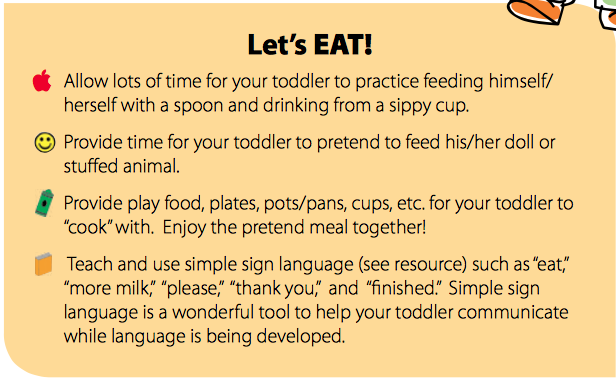 Let's EAT!
Allow lots of time for your toddler to practice feeding himself/
herself with a spoon and drinking from a sippy cup.
Provide time for your toddler to pretend to feed his/her doll or
stuffed animal.
Provide play food, plates, pots/pans, cups, etc. for your toddler to
“cook” with.  Enjoy the pretend meal together!
Teach and use simple sign language (see resource) such as “eat,”
“more milk,” “please,” “thank you,”  and  “finished.”  Simple sign
language is a wonderful tool to help your toddler communicate
while language is being developed.